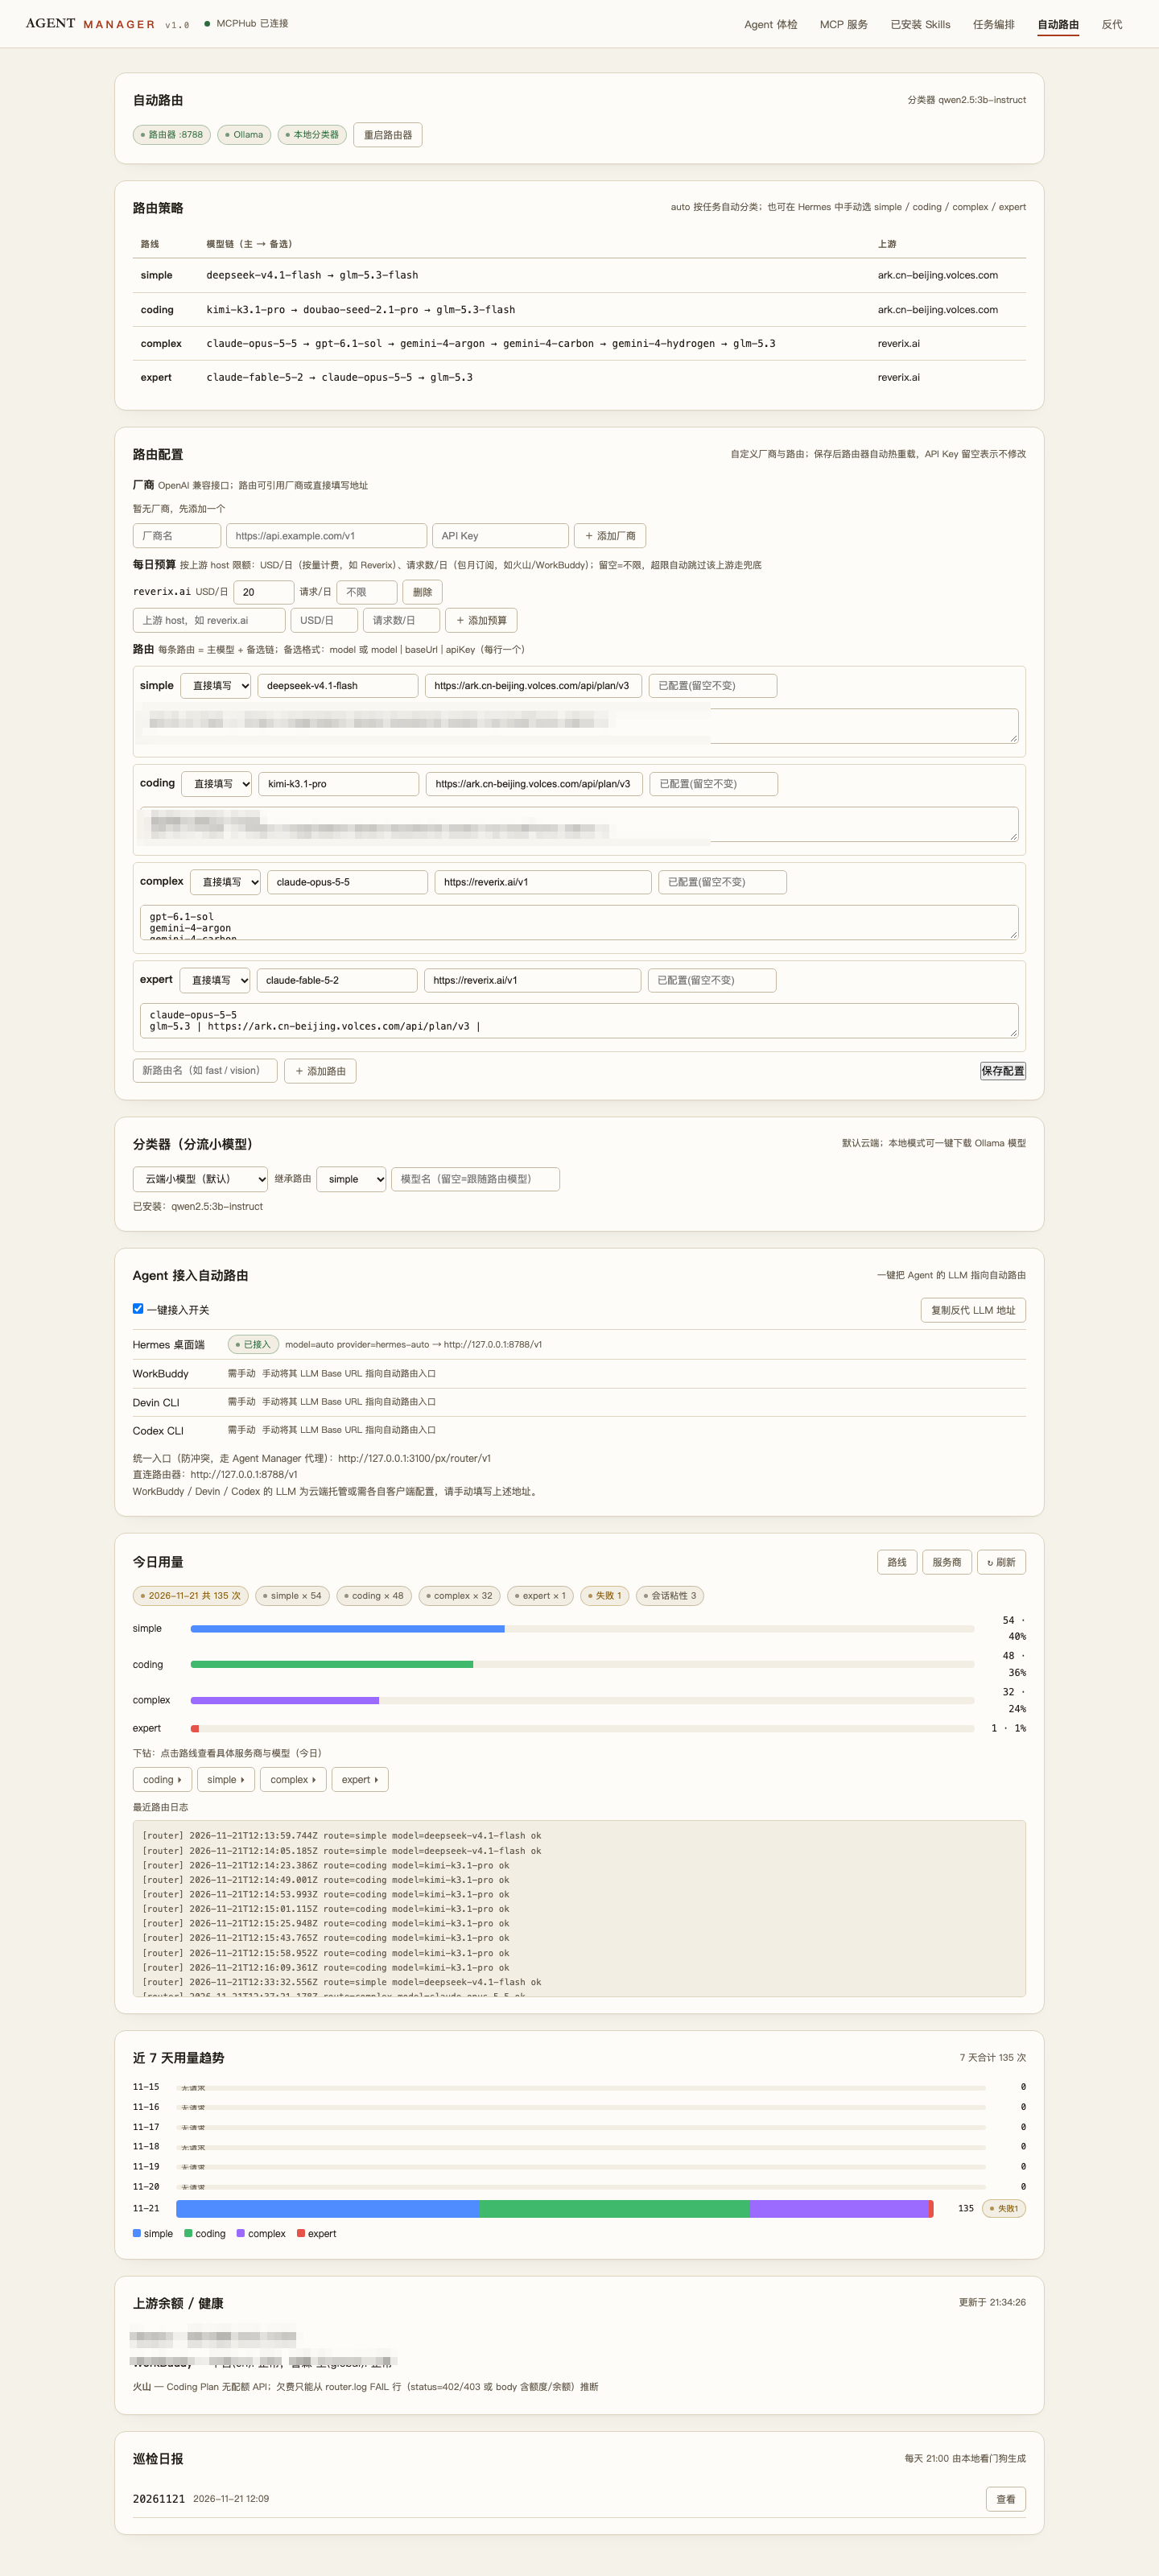 AGENT MANAGER v1.0 MCPHub 已连接 Agent 体检 MCP 服务 已安装 Skills 任务编排 自动路由 反代
自动路由 分类器 qwen2.5:3b-instruct
路由器 :8788 Ollama 本地分类器 重启路由器
路由策略 auto 按任务自动分类；也可在 Hermes 中手动选 simple / coding / complex / expert
路线 模型链（主 → 备选） 上游
simple deepseek-v4.1-flash → glm-5.3-flash ark.cn-beijing.volces.com
coding kimi-k3.1-pro → doubao-seed-2.1-pro → glm-5.3-flash ark.cn-beijing.volces.com
complex claude-opus-5-5 → gpt-6.1-sol → gemini-4-argon → gemini-4-carbon → gemini-4-hydrogen → glm-5.3 reverix.ai
expert claude-fable-5-2 → claude-opus-5-5 → glm-5.3 reverix.ai
路由配置 自定义厂商与路由；保存后路由器自动热重载，API Key 留空表示不修改
厂商 OpenAI 兼容接口；路由可引用厂商或直接填写地址
暂无厂商，先添加一个
厂商名 https://api.example.com/v1 API Key ＋ 添加厂商
每日预算 按上游 host 限额：USD/日（按量计费，如 Reverix）、请求数/日（包月订阅，如火山/WorkBuddy）；留空=不限，超限自动跳过该上游走兜底
reverix.ai USD/日 20 请求/日 不限 删除
上游 host，如 reverix.ai USD/日 请求数/日 ＋ 添加预算
路由 每条路由 = 主模型 + 备选链；备选格式：model 或 model | baseUrl | apiKey（每行一个）
simple 直接填写 deepseek-v4.1-flash https://ark.cn-beijing.volces.com/api/plan/v3 已配置(留空不变)
coding 直接填写 kimi-k3.1-pro https://ark.cn-beijing.volces.com/api/plan/v3 已配置(留空不变)
complex 直接填写 claude-opus-5-5 https://reverix.ai/v1 已配置(留空不变)
gpt-6.1-sol
gemini-4-argon
gemini-4-carbon
expert 直接填写 claude-fable-5-2 https://reverix.ai/v1 已配置(留空不变)
claude-opus-5-5
glm-5.3 | https://ark.cn-beijing.volces.com/api/plan/v3 |
新路由名（如 fast / vision） ＋ 添加路由 保存配置
分类器（分流小模型） 默认云端；本地模式可一键下载 Ollama 模型
云端小模型（默认） 继承路由 simple 模型名（留空=跟随路由模型）
已安装：qwen2.5:3b-instruct
Agent 接入自动路由 一键把 Agent 的 LLM 指向自动路由
一键接入开关 复制反代 LLM 地址
Hermes 桌面端 已接入 model=auto provider=hermes-auto → http://127.0.0.1:8788/v1
WorkBuddy 需手动 手动将其 LLM Base URL 指向自动路由入口
Devin CLI 需手动 手动将其 LLM Base URL 指向自动路由入口
Codex CLI 需手动 手动将其 LLM Base URL 指向自动路由入口
统一入口（防冲突，走 Agent Manager 代理）：http://127.0.0.1:3100/px/router/v1
直连路由器：http://127.0.0.1:8788/v1
WorkBuddy / Devin / Codex 的 LLM 为云端托管或需各自客户端配置，请手动填写上述地址。
今日用量 路线 服务商 ↻ 刷新
2026-11-21 共 135 次 simple × 54 coding × 48 complex × 32 expert × 1 失败 1 会话粘性 3
simple 54 · 40%
coding 48 · 36%
complex 32 · 24%
expert 1 · 1%
下钻：点击路线查看具体服务商与模型（今日）
coding ▸ simple ▸ complex ▸ expert ▸
最近路由日志
[router] 2026-11-21T12:13:59.744Z route=simple model=deepseek-v4.1-flash ok
[router] 2026-11-21T12:14:05.185Z route=simple model=deepseek-v4.1-flash ok
[router] 2026-11-21T12:14:23.386Z route=coding model=kimi-k3.1-pro ok
[router] 2026-11-21T12:14:49.001Z route=coding model=kimi-k3.1-pro ok
[router] 2026-11-21T12:14:53.993Z route=coding model=kimi-k3.1-pro ok
[router] 2026-11-21T12:15:01.115Z route=coding model=kimi-k3.1-pro ok
[router] 2026-11-21T12:15:25.948Z route=coding model=kimi-k3.1-pro ok
[router] 2026-11-21T12:15:43.765Z route=coding model=kimi-k3.1-pro ok
[router] 2026-11-21T12:15:58.952Z route=coding model=kimi-k3.1-pro ok
[router] 2026-11-21T12:16:09.361Z route=coding model=kimi-k3.1-pro ok
[router] 2026-11-21T12:33:32.556Z route=simple model=deepseek-v4.1-flash ok
[router] 2026-11-21T12:37:21.178Z route=complex model=claude-opus-5-5 ok
近 7 天用量趋势 7 天合计 135 次
11-15 无请求 0
11-16 无请求 0
11-17 无请求 0
11-18 无请求 0
11-19 无请求 0
11-20 无请求 0
11-21 135 失败1
simple coding complex expert
上游余额 / 健康 更新于 21:34:26
火山 — Coding Plan 无配额 API；欠费只能从 router.log FAIL 行（status=402/403 或 body 含额度/余额）推断
巡检日报 每天 21:00 由本地看门狗生成
20261121 2026-11-21 12:09 查看